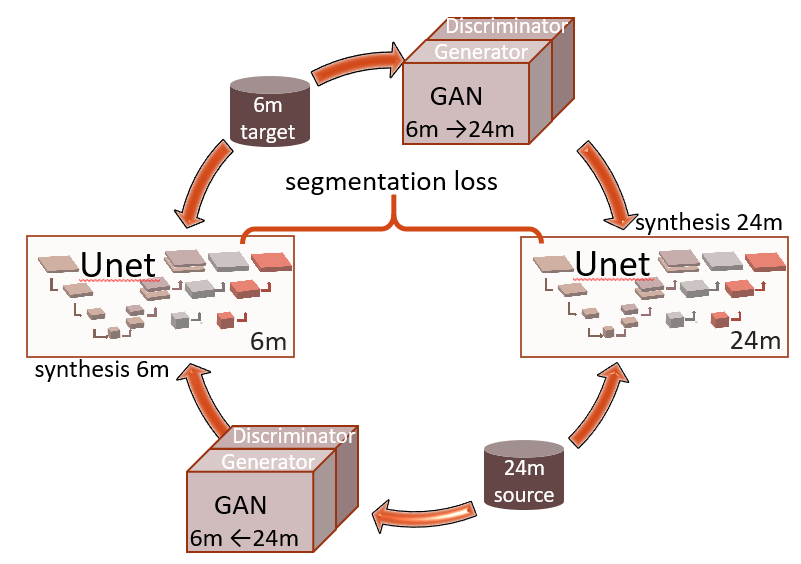 Discriminator
Generator
GAN
6m →24m
6m
target
segmentation loss
synthesis 24m
Unet
6m
Unet
24m
synthesis 6m
Discriminator
Generator
GAN
6m ←24m
24m
source